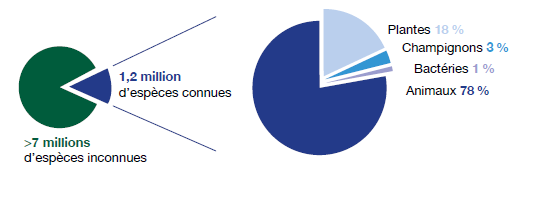 Plantes 18 %
Champignons 3 %
Bactéries 1 %
Animaux 78 %
1,2 million
d'espèces connues
>7 millions
d'espèces inconnues